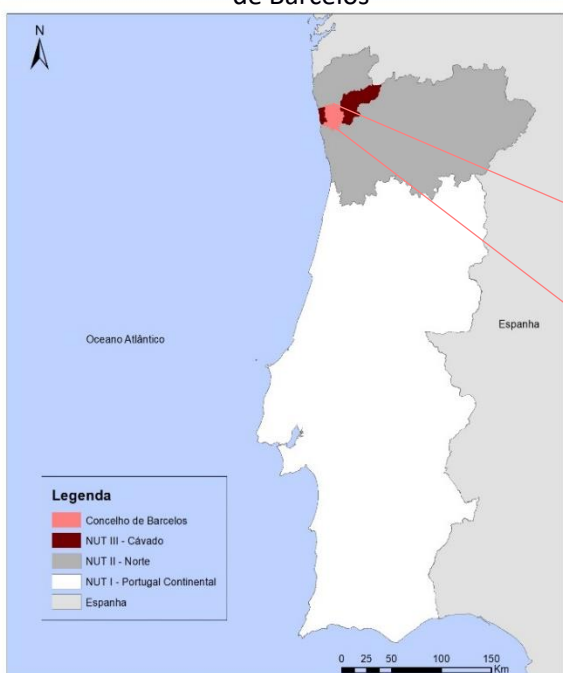 de Barcelos
N
Espanha
Oceano Atlântico
Legenda
Concelho de Barcelos
NUT III - Cávado
NUT II - Norte
NUT I - Portugal Continental
Espanha
0 25 50 100 150
Km